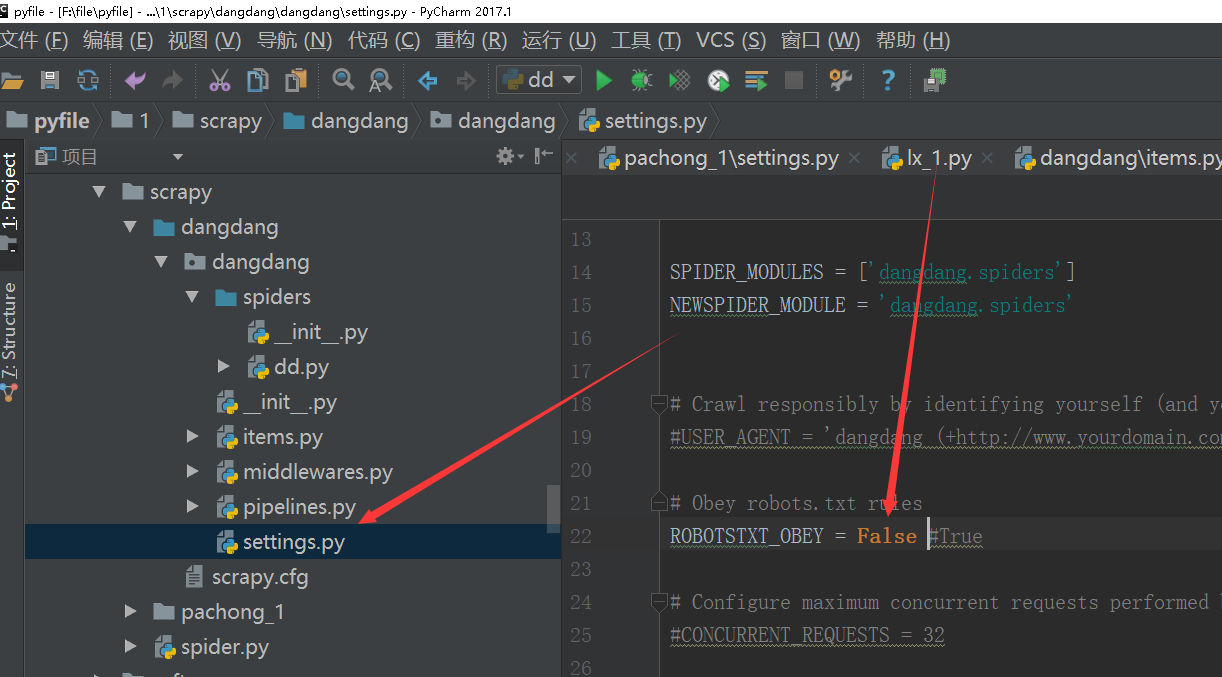 pyfile - [F:\file\pyfile] - ...\1\scrapy\dangdang\dangdang\settings.py - PyCharm 2017.1
文件 (F) 编辑 (E) 视图 (V) 导航 (N) 代码 (C) 重构 (R) 运行 (U) 工具 (T) VCS (S) 窗口 (W) 帮助 (H)
dd
pyfile 1 scrapy dangdang dangdang settings.py
1: Project
7: Structure
项目
scrapy
dangdang
dangdang
spiders
__init__.py
dd.py
__init__.py
items.py
middlewares.py
pipelines.py
settings.py
scrapy.cfg
pachong_1
spider.py
pachong_1\settings.py lx_1.py dangdang\items.py
13
14 SPIDER_MODULES = ['dangdang.spiders']
15 NEWSPIDER_MODULE = 'dangdang.spiders'
16
17
18 # Crawl responsibly by identifying yourself (and
19 #USER_AGENT = 'dangdang (+http://www.yourdomain.co
20
21 # Obey robots.txt rules
22 ROBOTSTXT_OBEY = False #True
23
24 # Configure maximum concurrent requests performed
25 #CONCURRENT_REQUESTS = 32
26